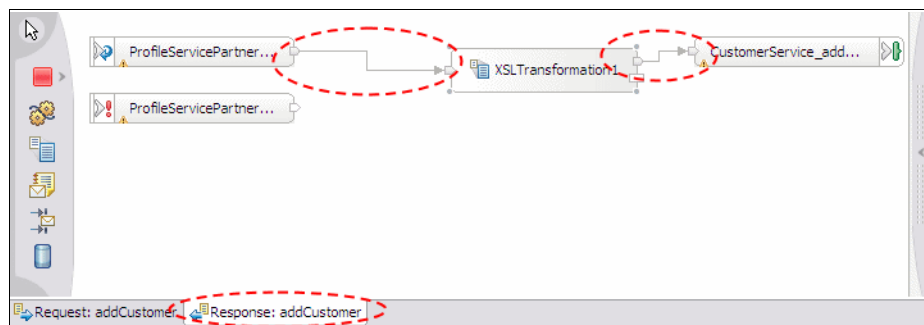 ProfileServicePartner...
XSLTransformation1
CustomerService_add...
ProfileServicePartner...
Request: addCustomer
Response: addCustomer